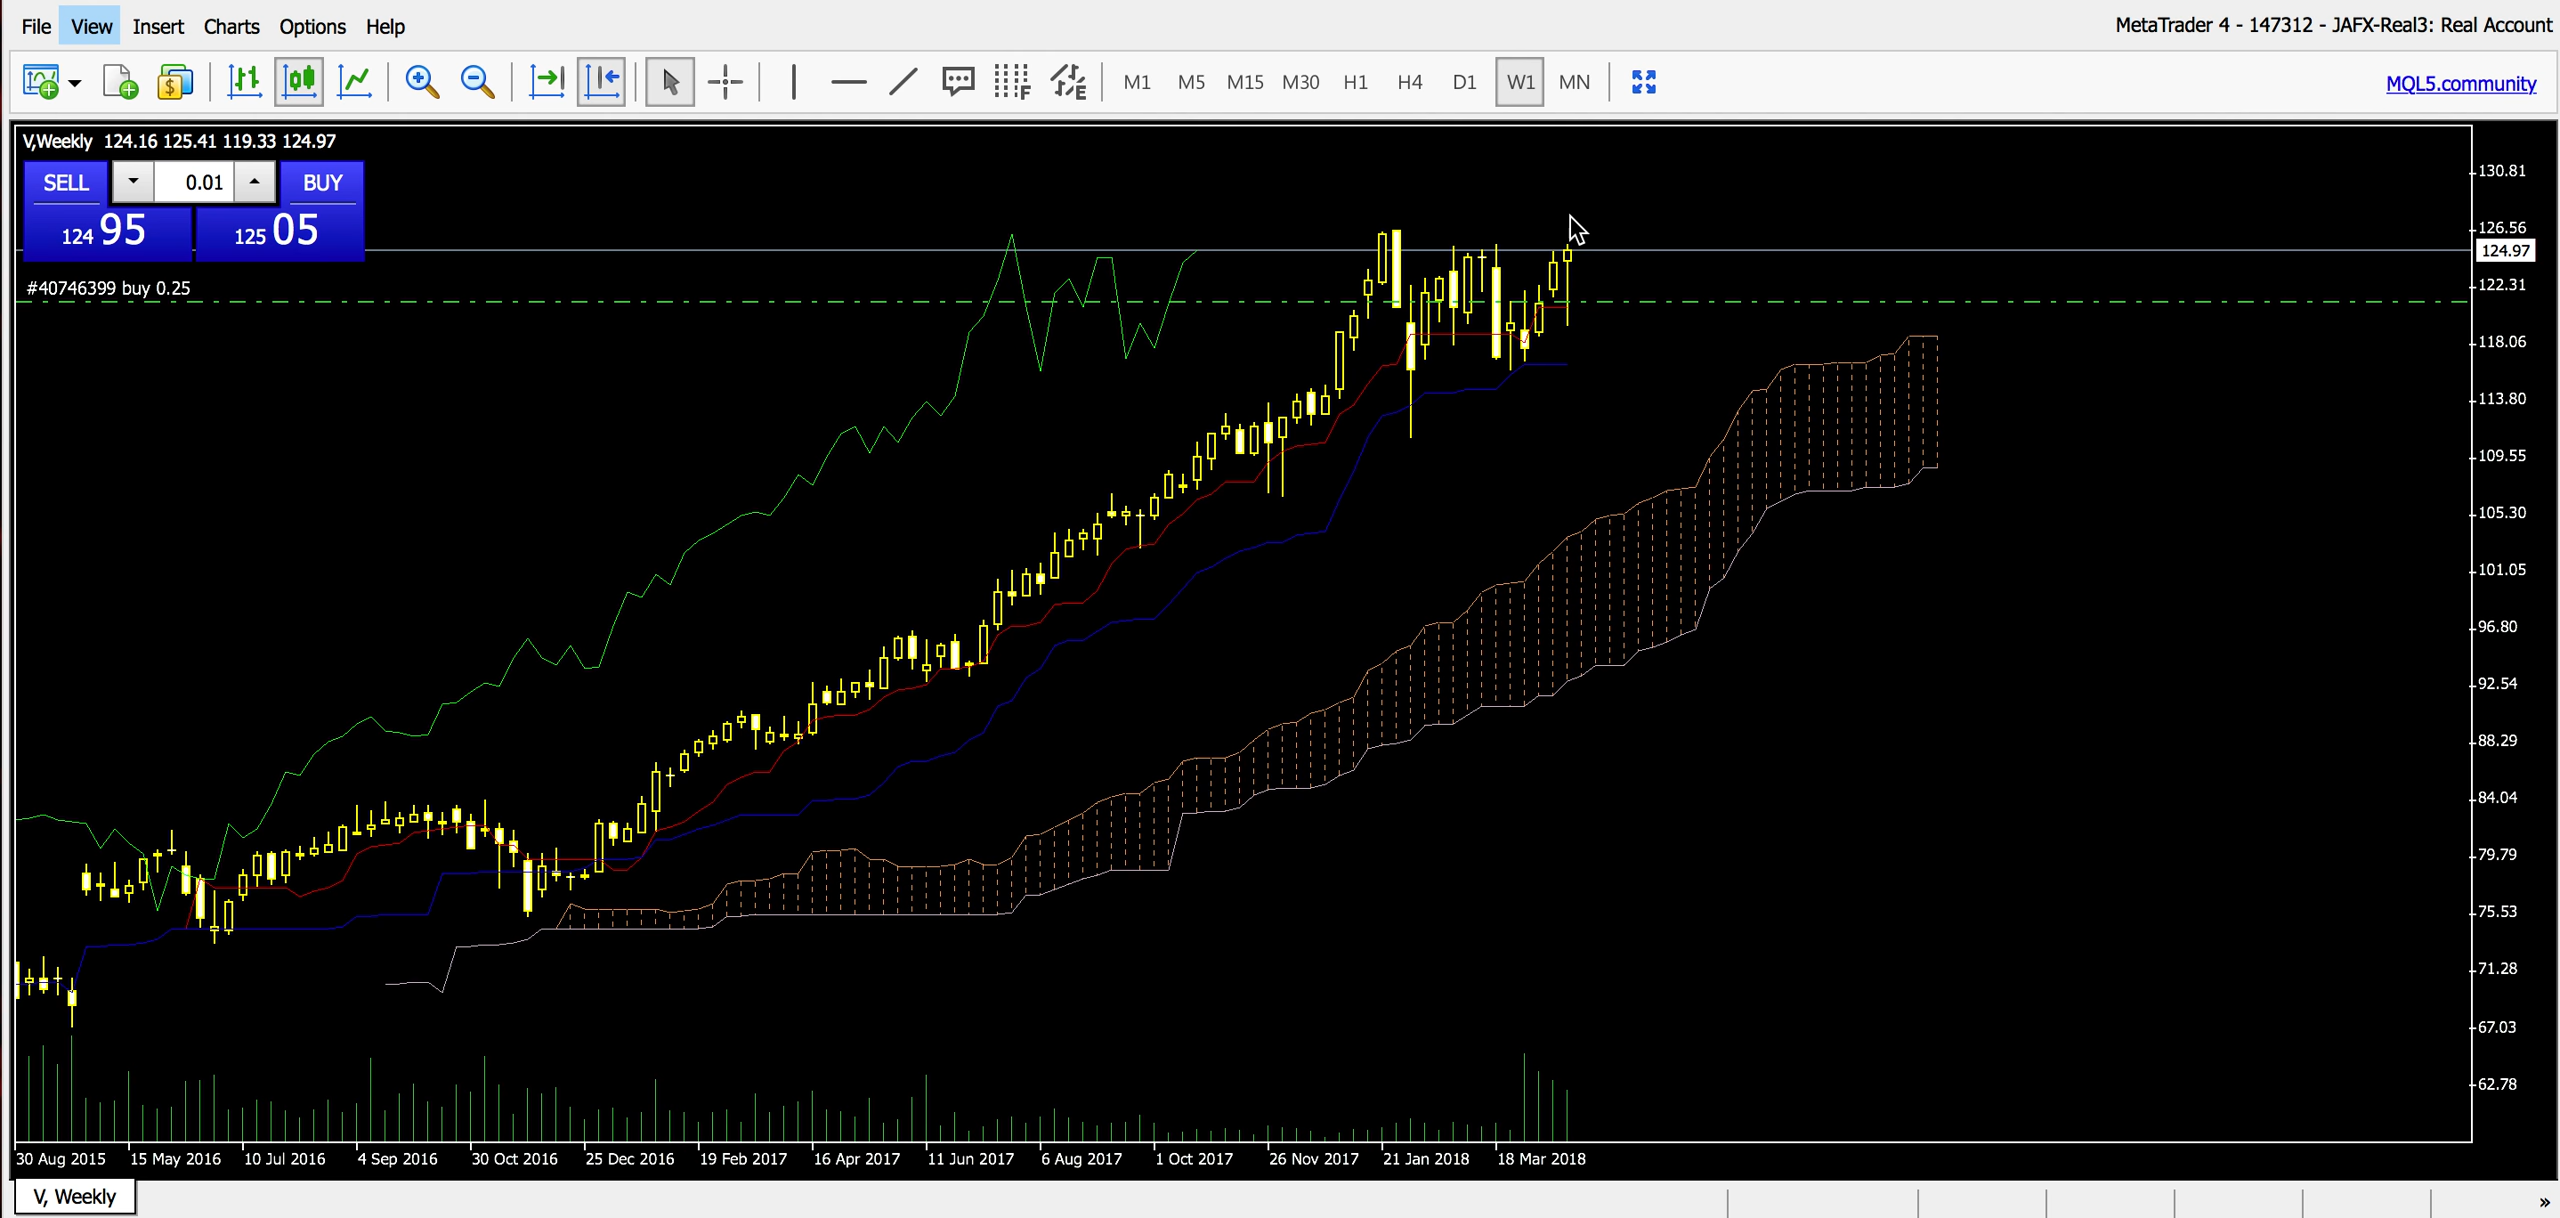 File View Insert Charts Options Help
MetaTrader 4 - 147312 - JAFX-Real3: Real Account
M1 M5 M15 M30 H1 H4 D1 W1 MN
MQL5.community
V,Weekly 124.16 125.41 119.33 124.97
SELL 0.01 BUY
124 95 125 05
#40746399 buy 0.25
130.81
126.56
124.97
122.31
118.06
113.80
109.55
105.30
101.05
96.80
92.54
88.29
84.04
79.79
75.53
71.28
67.03
62.78
30 Aug 2015 15 May 2016 10 Jul 2016 4 Sep 2016 30 Oct 2016 25 Dec 2016 19 Feb 2017 16 Apr 2017 11 Jun 2017 6 Aug 2017 1 Oct 2017 26 Nov 2017 21 Jan 2018 18 Mar 2018
V, Weekly
»